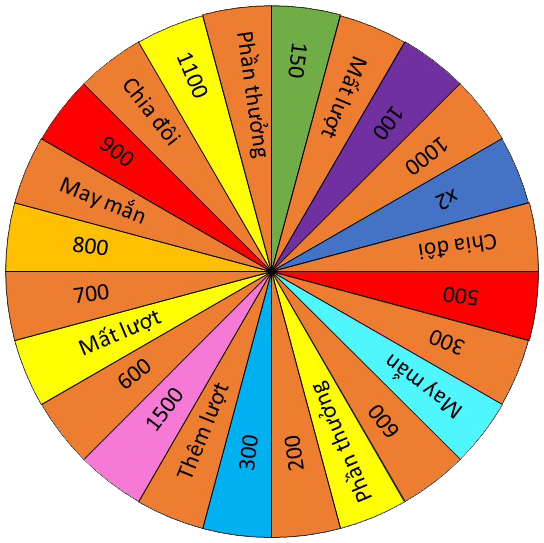 150
Mất lượt
100
1000
x2
Chia đôi
500
300
May mắn
600
Phần thưởng
200
300
Thêm lượt
1500
600
Mất lượt
700
800
May mắn
900
Chia đôi
1100
Phần thưởng